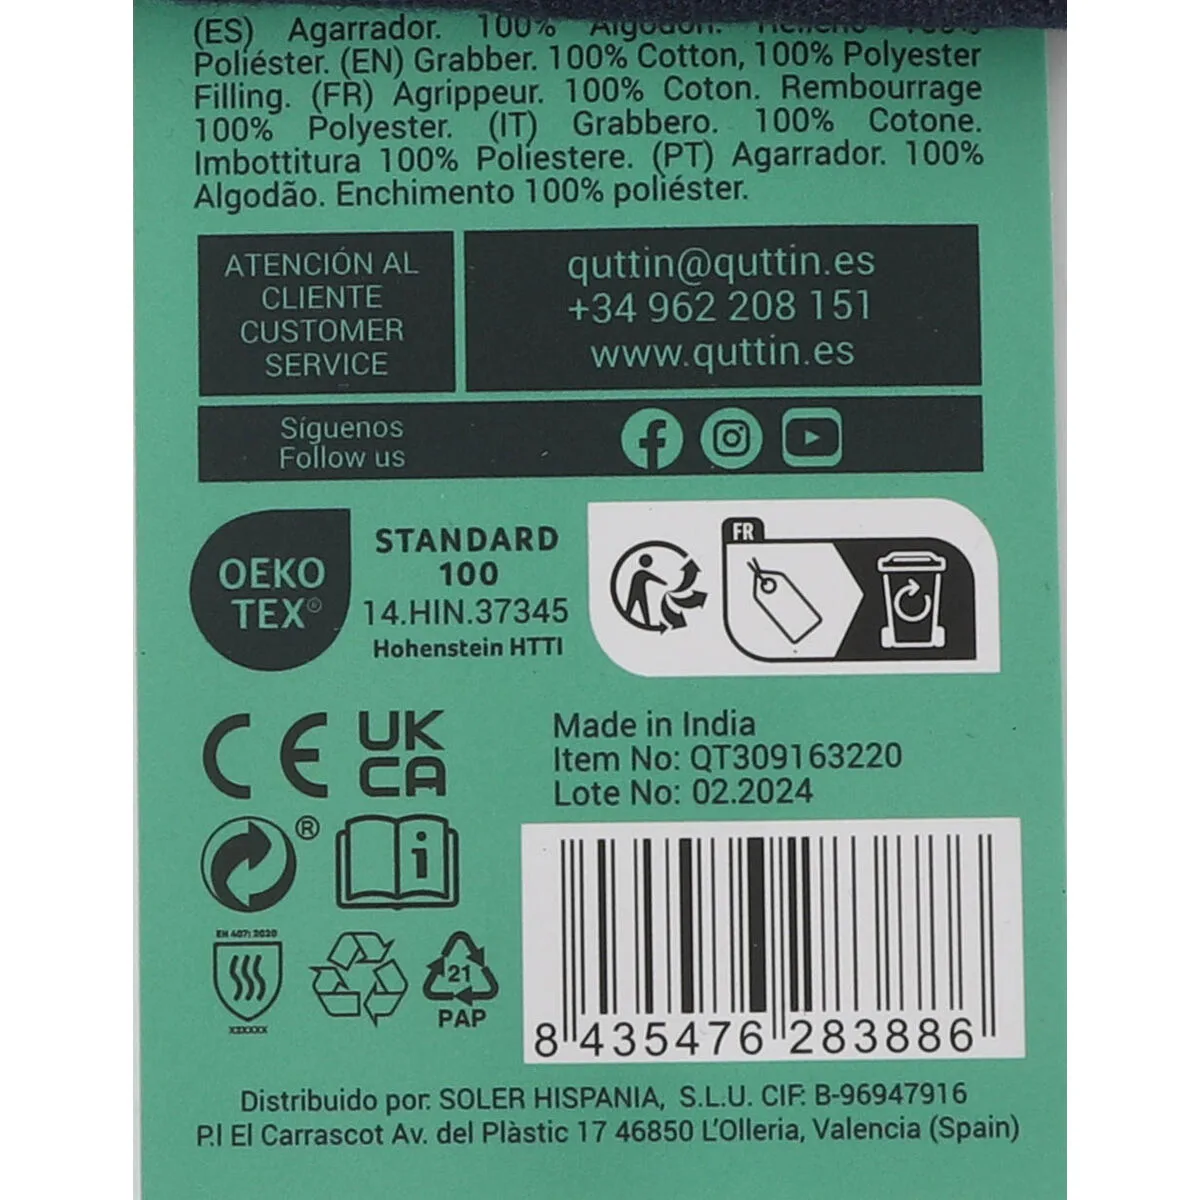 (ES) Agarrador. 100% Algodón. Relleno 100%
Poliéster. (EN) Grabber. 100% Cotton, 100% Polyester
Filling. (FR) Agrippeur. 100% Coton. Rembourrage
100% Polyester. (IT) Grabbero. 100% Cotone.
Imbottitura 100% Poliestere. (PT) Agarrador. 100%
Algodão. Enchimento 100% poliéster.
ATENCIÓN AL
CLIENTE
CUSTOMER
SERVICE
quttin@quttin.es
+34 962 208 151
www.quttin.es
Síguenos
Follow us
OEKO
TEX®
STANDARD
100
14.HIN.37345
Hohenstein HTTI
FR
CE
UK
CA
Made in India
Item No: QT309163220
Lote No: 02.2024
®
EN 407: 2020
X2XXXX
21
PAP
8 435476 283886
Distribuido por: SOLER HISPANIA, S.L.U. CIF: B-96947916
P.I El Carrascot Av. del Plàstic 17 46850 L'Olleria, Valencia (Spain)